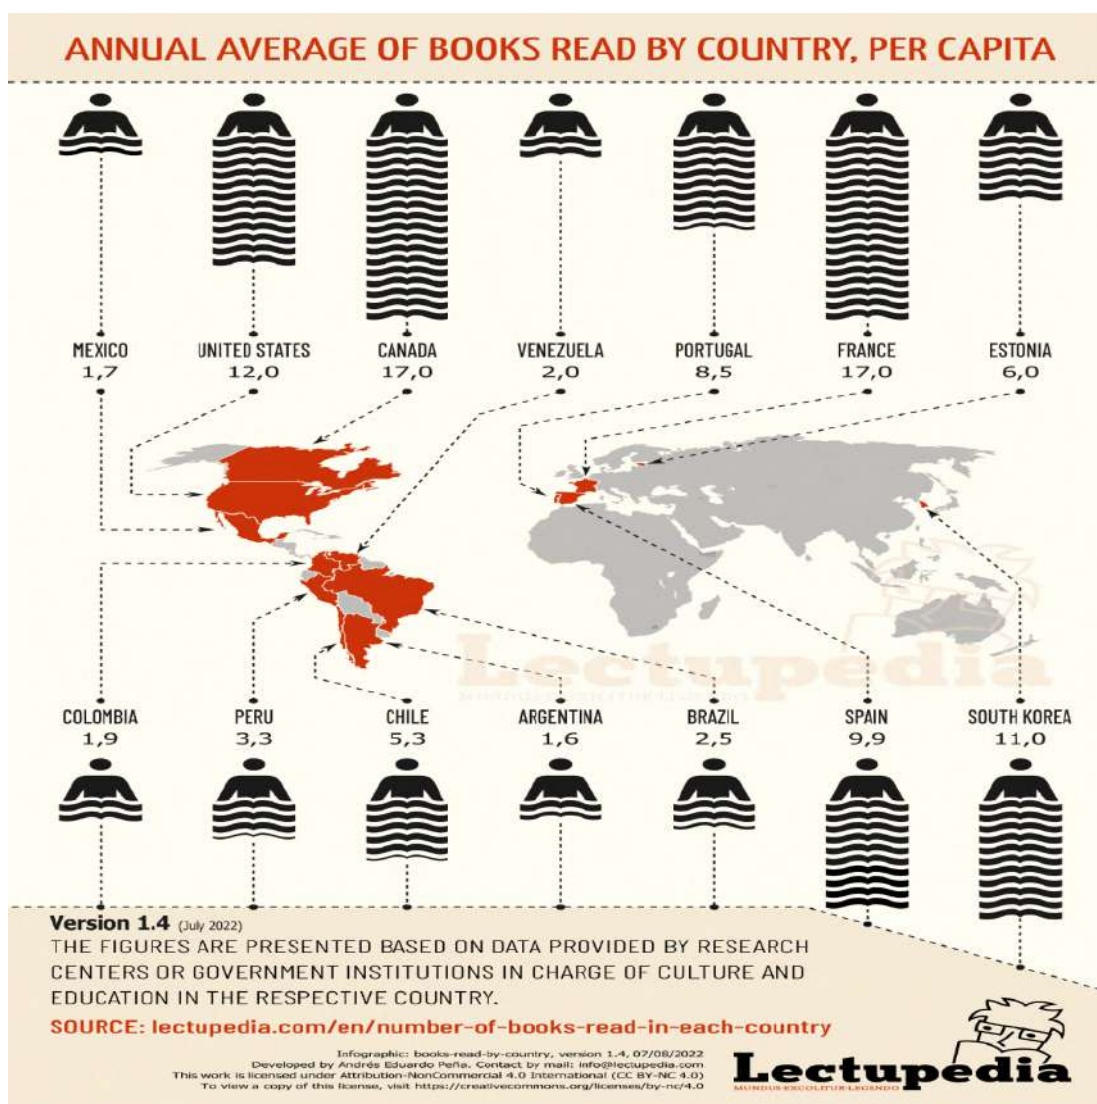 ANNUAL AVERAGE OF BOOKS READ BY COUNTRY, PER CAPITA
MEXICO
1,7
UNITED STATES
12,0
CANADA
17,0
VENEZUELA
2,0
PORTUGAL
8,5
FRANCE
17,0
ESTONIA
6,0
Lectupedia
COLOMBIA
1,9
PERU
3,3
CHILE
5,3
ARGENTINA
1,6
BRAZIL
2,5
SPAIN
9,9
SOUTH KOREA
11,0
Version 1.4 (July 2022)
THE FIGURES ARE PRESENTED BASED ON DATA PROVIDED BY RESEARCH
CENTERS OR GOVERNMENT INSTITUTIONS IN CHARGE OF CULTURE AND
EDUCATION IN THE RESPECTIVE COUNTRY.
SOURCE: lectupedia.com/en/number-of-books-read-in-each-country
Infographic: books-read-by-country, version 1.4, 07/08/2022
Developed by Andrés Eduardo Peña. Contact by mail: info@lectupedia.com
This work is licensed under Attribution-NonCommercial 4.0 International (CC BY-NC 4.0)
To view a copy of this license, visit https://creativecommons.org/licenses/by-nc/4.0
Lectupedia
MUNDUS EXCOLITUR LEGENDO